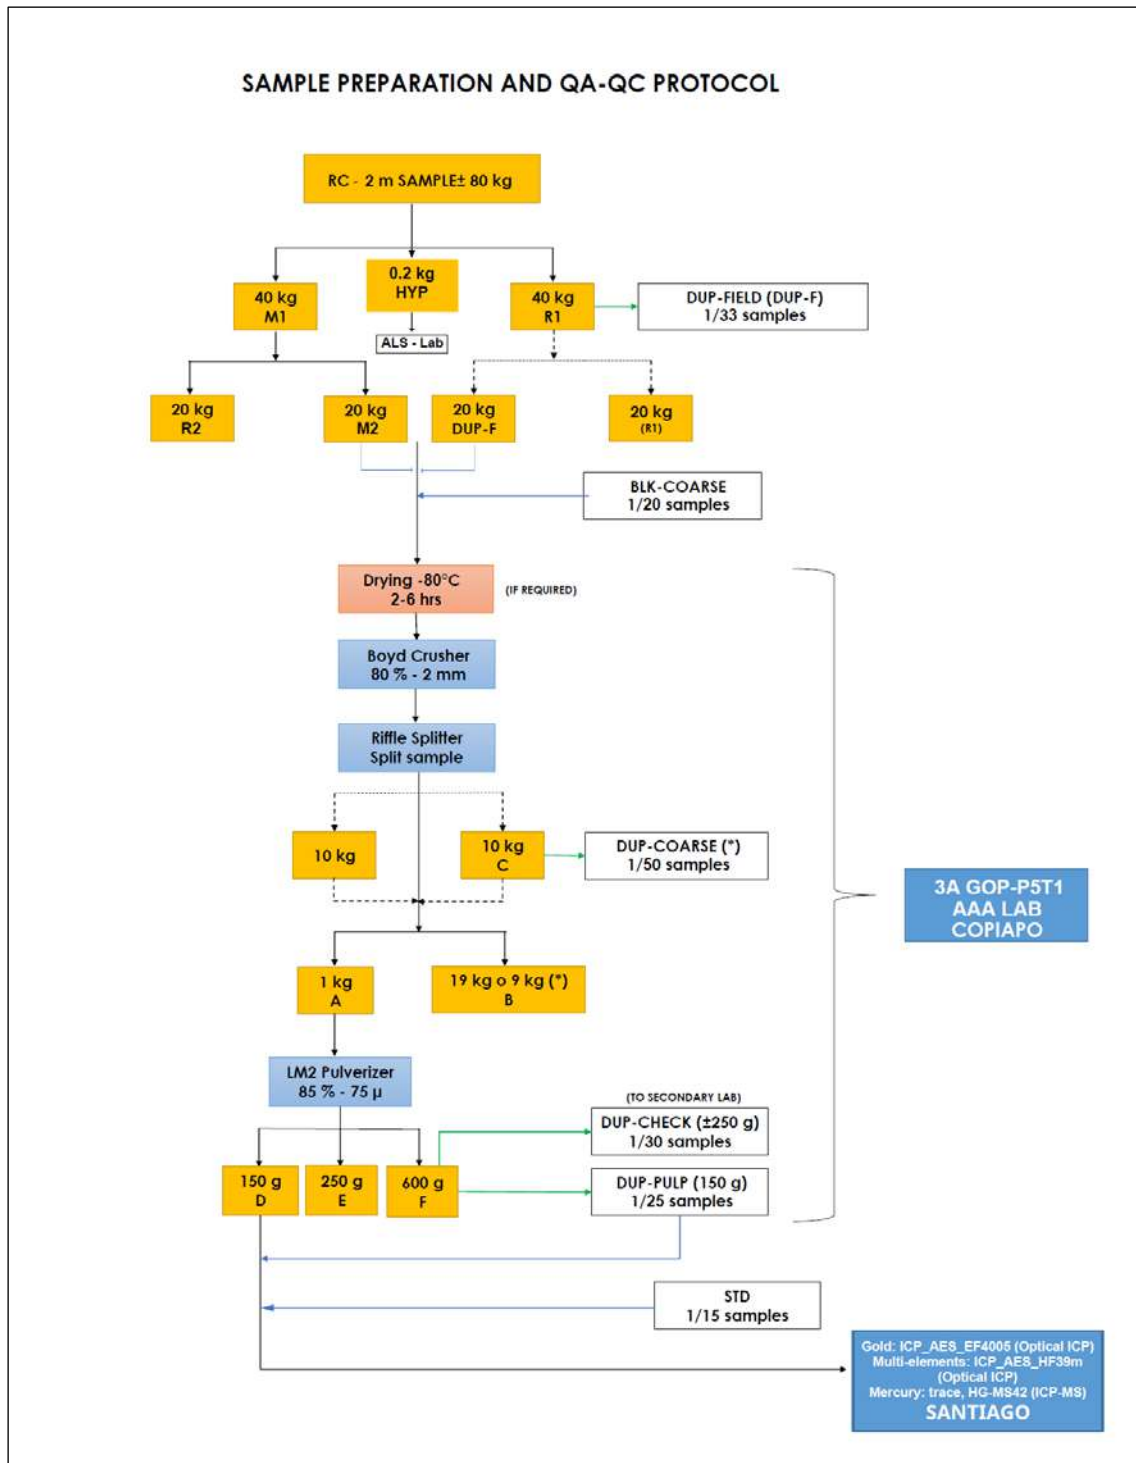 SAMPLE PREPARATION AND QA-QC PROTOCOL
RC - 2 m SAMPLE± 80 kg
40 kg
M1
0.2 kg
HYP
40 kg
R1
DUP-FIELD (DUP-F)
1/33 samples
ALS - Lab
20 kg
R2
20 kg
M2
20 kg
DUP-F
20 kg
(R1)
BLK-COARSE
1/20 samples
Drying -80°C
2-6 hrs
(IF REQUIRED)
Boyd Crusher
80 % - 2 mm
Riffle Splitter
Split sample
10 kg
10 kg
C
DUP-COARSE (*)
1/50 samples
3A GOP-P5T1
AAA LAB
COPIAPO
1 kg
A
19 kg o 9 kg (*)
B
LM2 Pulverizer
85 % - 75 µ
(TO SECONDARY LAB)
DUP-CHECK (±250 g)
1/30 samples
150 g
D
250 g
E
600 g
F
DUP-PULP (150 g)
1/25 samples
STD
1/15 samples
Gold: ICP_AES_EF4005 (Optical ICP)
Multi-elements: ICP_AES_HF39m
(Optical ICP)
Mercury: trace, HG-MS42 (ICP-MS)
SANTIAGO